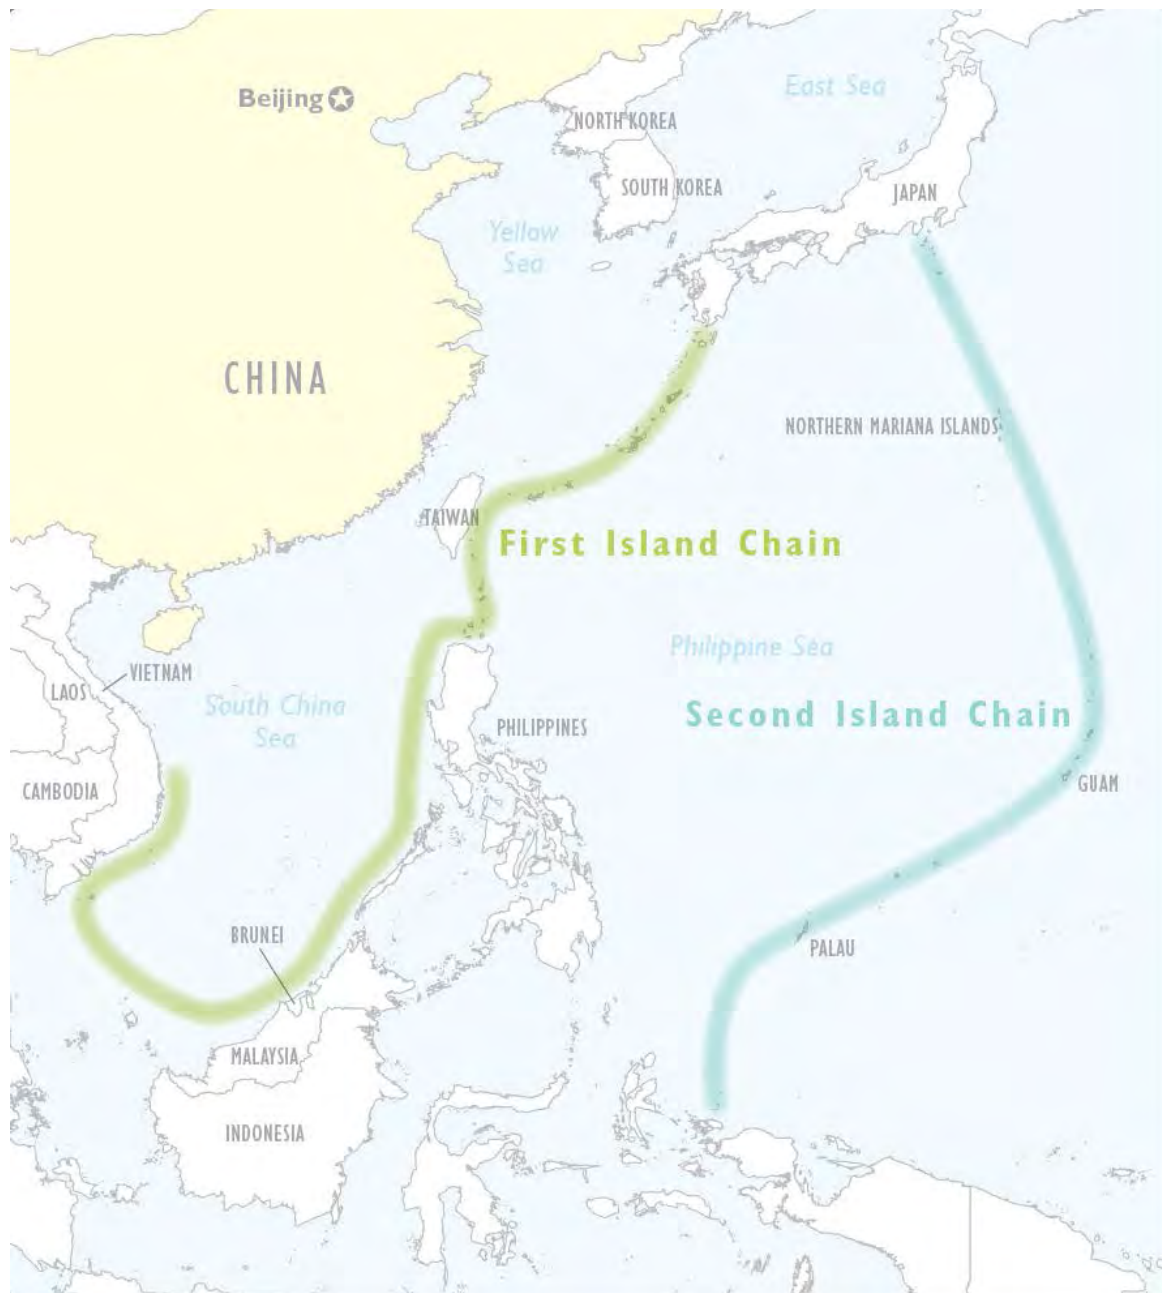 East Sea
Beijing
NORTH KOREA
SOUTH KOREA
JAPAN
Yellow
Sea
CHINA
NORTHERN MARIANA ISLANDS
TAIWAN
First Island Chain
Philippine Sea
VIETNAM
LAOS
South China
Sea
Second Island Chain
PHILIPPINES
CAMBODIA
GUAM
BRUNEI
PALAU
MALAYSIA
INDONESIA